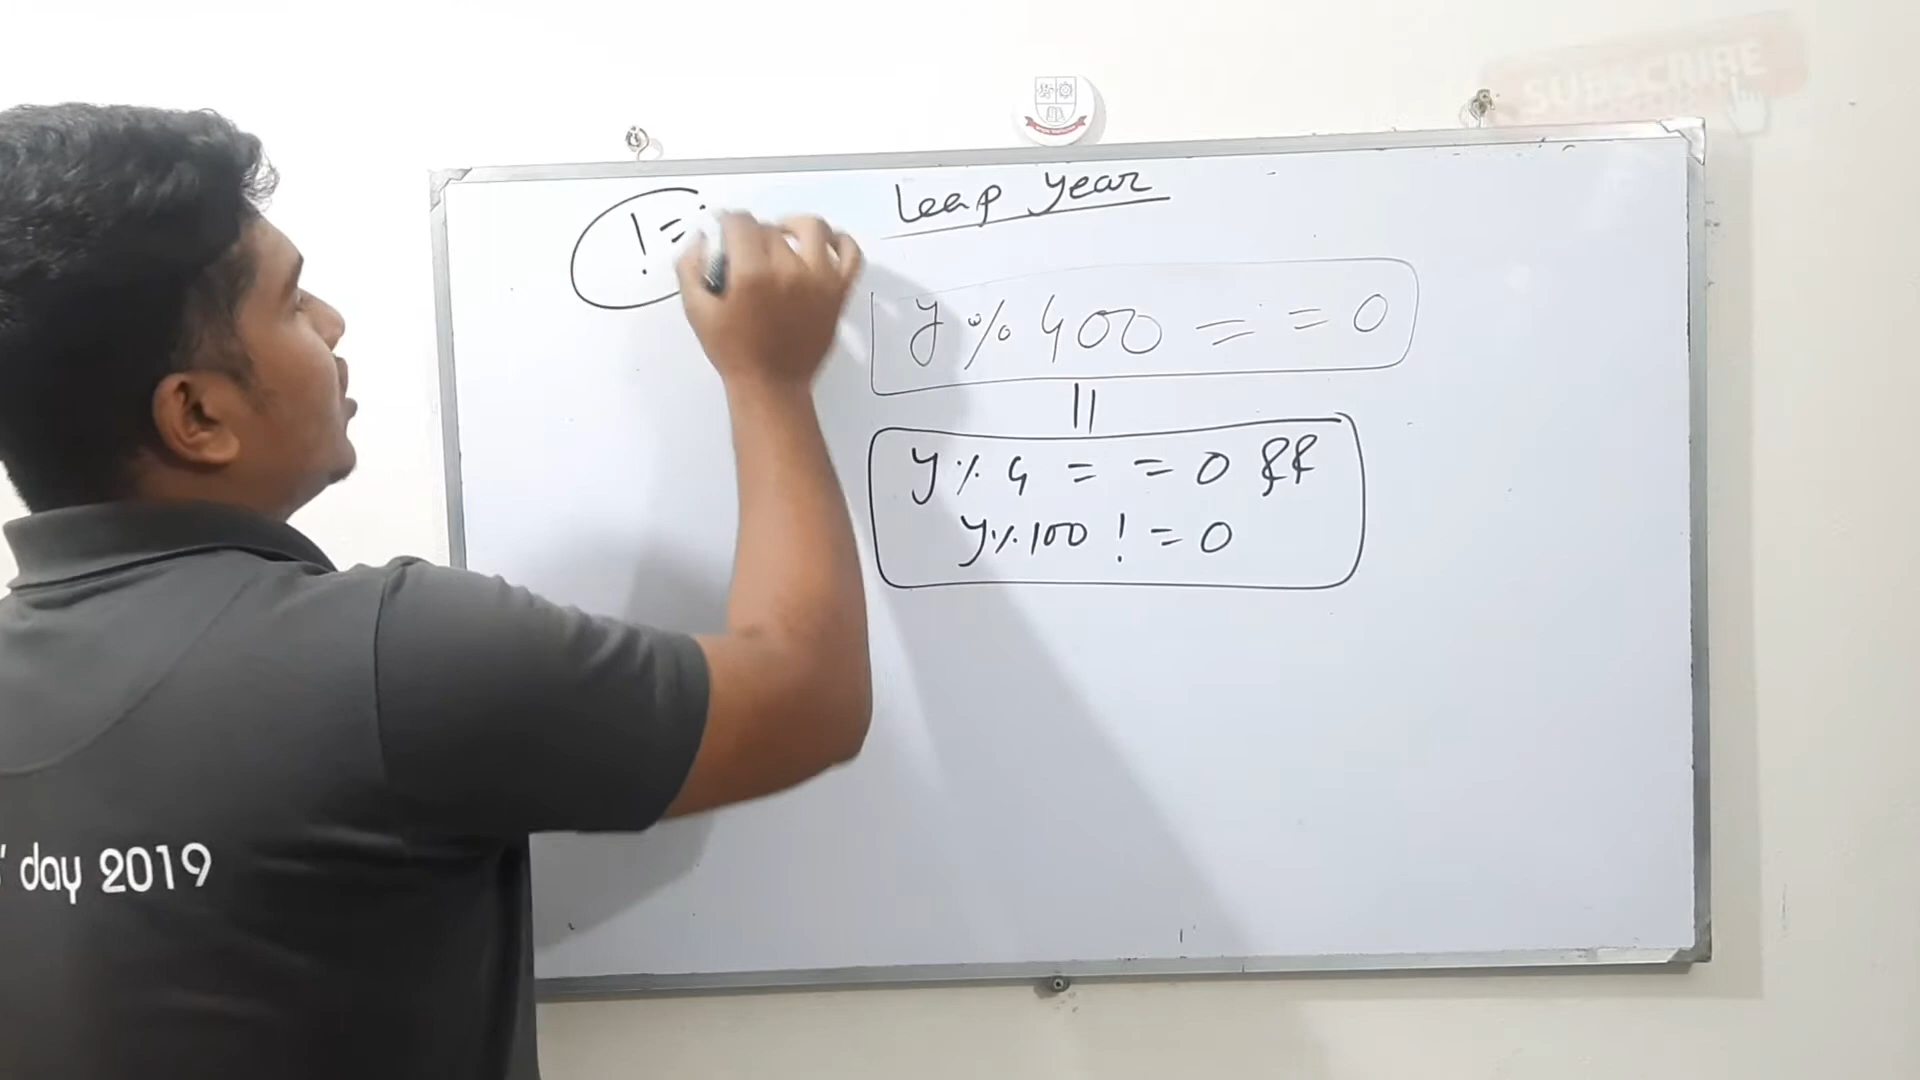 SUBSCRIBE
Leap Year
! =
y % 400 = = 0
||
y % 4 = = 0 &&
y % 100 ! = 0
' day 2019